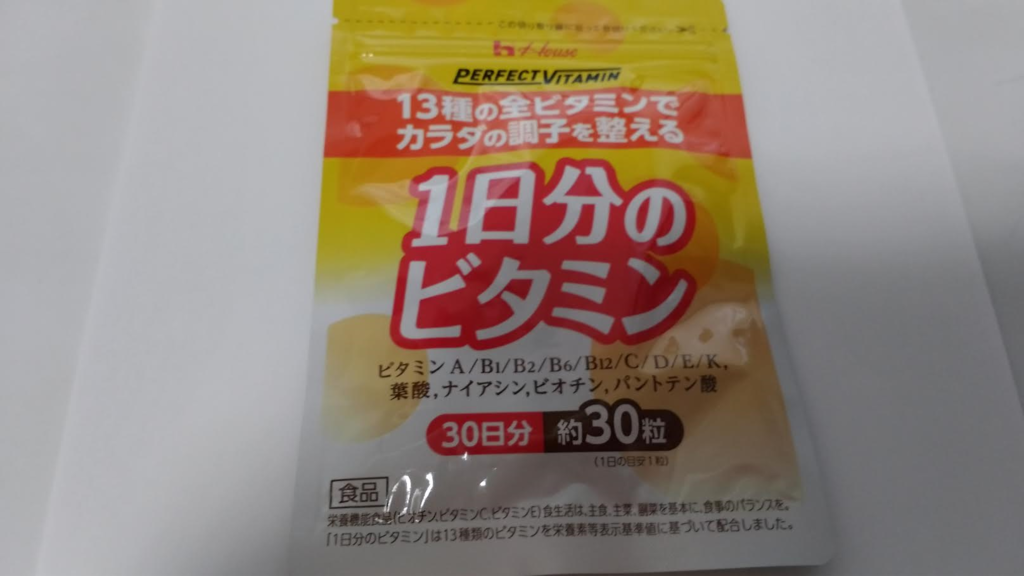 House
PERFECT VITAMIN
13種の全ビタミンで
カラダの調子を整える
1日分の
ビタミン
ビタミンA/B1/B2/B6/B12/C/D/E/K,
葉酸,ナイアシン,ビオチン,パントテン酸
30日分 約30粒
(1日の目安1粒)
食品
栄養機能食品(ビオチン,ビタミンC,ビタミンE)食生活は、主食、主菜、副菜を基本に、食事のバランスを。
「1日分のビタミン」は13種類のビタミンを栄養素等表示基準値に基づいて配合しました。